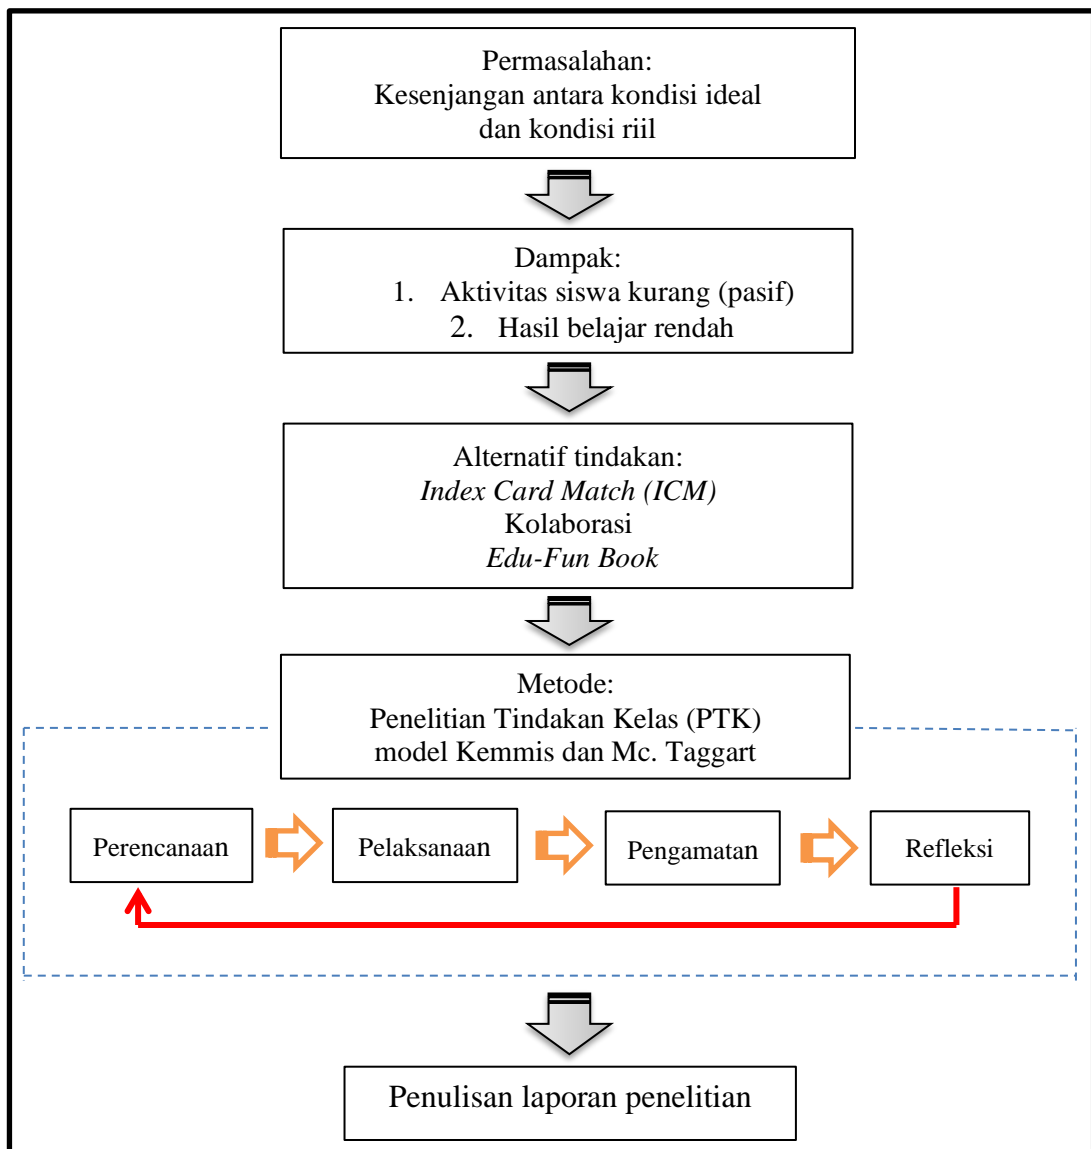 Permasalahan:
Kesenjangan antara kondisi ideal
dan kondisi riil
Dampak:
1. Aktivitas siswa kurang (pasif)
2. Hasil belajar rendah
Alternatif tindakan:
Index Card Match (ICM)
Kolaborasi
Edu-Fun Book
Metode:
Penelitian Tindakan Kelas (PTK)
model Kemmis dan Mc. Taggart
Perencanaan
Pelaksanaan
Pengamatan
Refleksi
Penulisan laporan penelitian